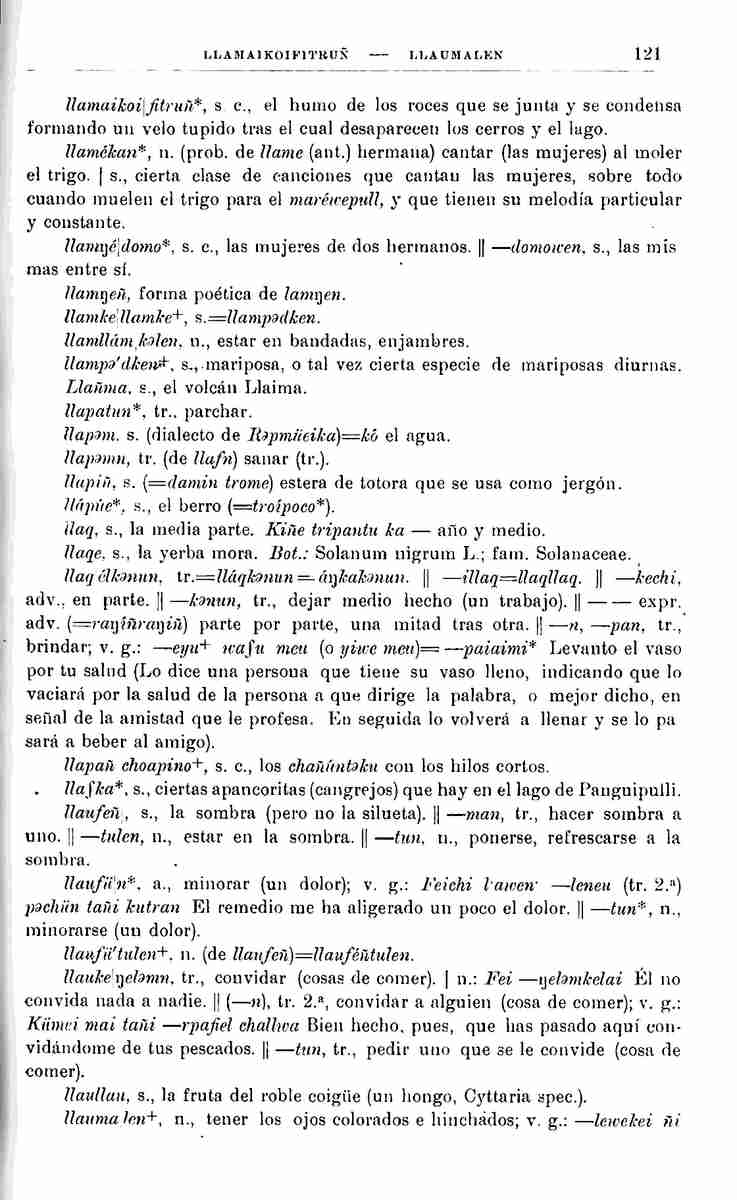 LLAMAIKOIFITRUÑ — LLAUMALEN 121
llamaikoi|fitruñ*, s. c., el humo de los roces que se junta y se condensa
formando un velo tupido tras el cual desaparecen los cerros y el lago.
llamékan*, n. (prob. de llame (ant.) hermana) cantar (las mujeres) al moler
el trigo. | s., cierta clase de canciones que cantan las mujeres, sobre todo
cuando muelen el trigo para el maréwepull, y que tienen su melodía particular
y constante.
llamŋé|domo*, s. c., las mujeres de dos hermanos. || —domowen, s., las mis
mas entre sí.
llamŋeñ, forma poética de lamŋen.
llamke|llamke+, s.=llampədken.
llamllám|kəlen, n., estar en bandadas, enjambres.
llampə'dken±, s., mariposa, o tal vez cierta especie de mariposas diurnas.
Llañma, s., el volcán Llaima.
llapatun*, tr., parchar.
llapəm, s. (dialecto de Rəpmüeika)=kó el agua.
llapəmn, tr. (de llafn) sanar (tr.).
llapiñ, s. (=damin trome) estera de totora que se usa como jergón.
llápúe*, s., el berro (=troípoco*).
llaq, s., la media parte. Kiñe tripantu ka — año y medio.
llaqe, s., la yerba mora. Bot.: Solanum nigrum L.; fam. Solanaceae.
llaq élkənun, tr.=lláqkənun = áŋkakənun. || —illaq=llaqllaq. || —kechi,
adv., en parte. || —kənun, tr., dejar medio hecho (un trabajo). || — — expr.
adv. (=raŋíñraŋiñ) parte por parte, una mitad tras otra. || —n, —pan, tr.,
brindar; v. g.: —eyu+ wafu meu (o yiwe meu)= —paiaimi* Levanto el vaso
por tu salud (Lo dice una persona que tiene su vaso lleno, indicando que lo
vaciará por la salud de la persona a que dirige la palabra, o mejor dicho, en
señal de la amistad que le profesa. En seguida lo volverá a llenar y se lo pa
sará a beber al amigo).
llapañ choapino+, s. c., los chañúntəku con los hilos cortos.
llafka*, s., ciertas apancoritas (cangrejos) que hay en el lago de Panguipulli.
llaufeñ|, s., la sombra (pero no la silueta). || —man, tr., hacer sombra a
uno. || —tulen, n., estar en la sombra. || —tun, n., ponerse, refrescarse a la
sombra.
llaufü'n*, a., minorar (un dolor); v. g.: Feichi l·awen· —leneu (tr. 2.ª)
pəchün tañi kutran El remedio me ha aligerado un poco el dolor. || —tun*, n.,
minorarse (un dolor).
llaufü'tulen+, n. (de llaufeñ)=llauféñtulen.
llauke|ŋeləmn, tr., convidar (cosas de comer). | n.: Fei —ŋeləmkelai Él no
convida nada a nadie. || (—n), tr. 2.ª, convidar a alguien (cosa de comer); v. g.:
Kümei mai tañi —rpafiel challwa Bien hecho, pues, que has pasado aquí con-
vidándome de tus pescados. || —tun, tr., pedir uno que se le convide (cosa de
comer).
llaullau, s., la fruta del roble coigüe (un hongo, Cyttaria spec.).
llauma|len+, n., tener los ojos colorados e hinchados; v. g.: —lewekei ñi